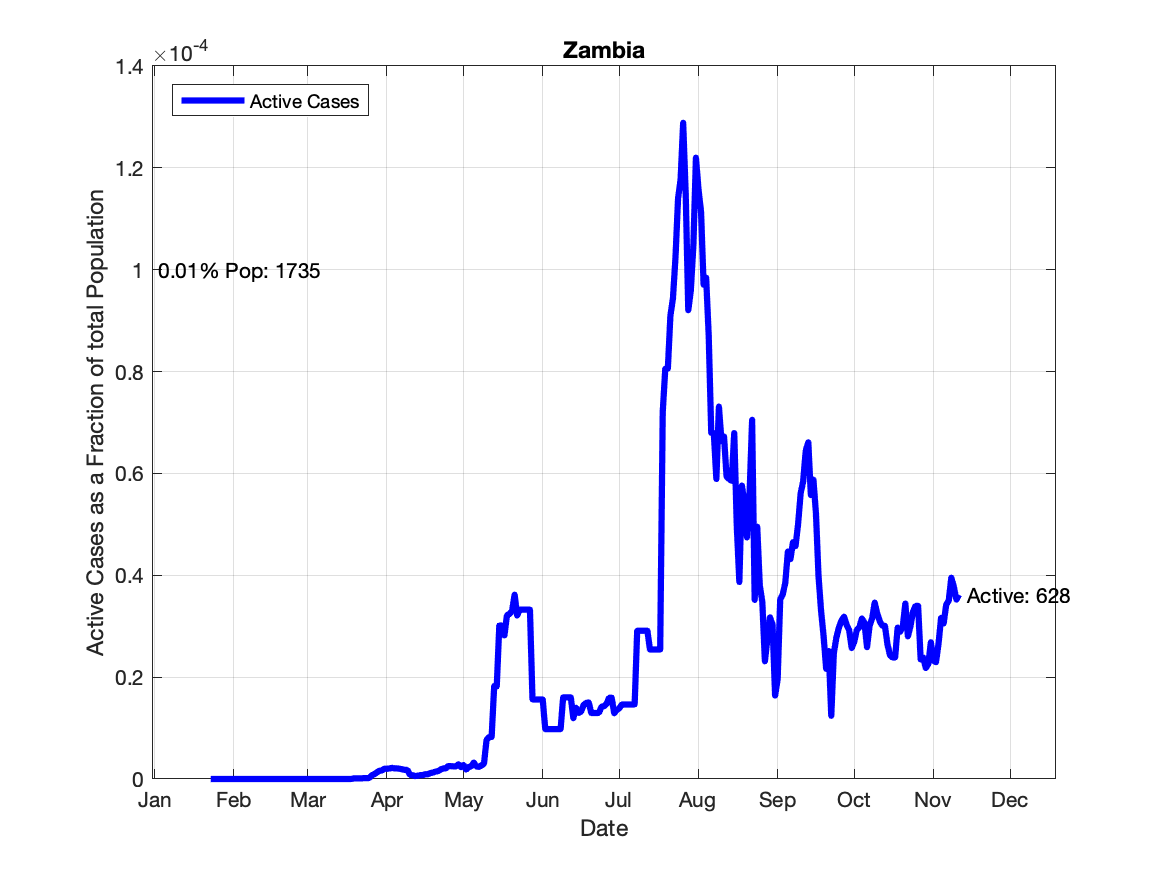 Zambia
×10-4
Active Cases
1.4
1.2
1
0.8
0.6
0.4
0.2
0
0.01% Pop: 1735
Active: 628
Active Cases as a Fraction of total Population
Jan Feb Mar Apr May Jun Jul Aug Sep Oct Nov Dec
Date